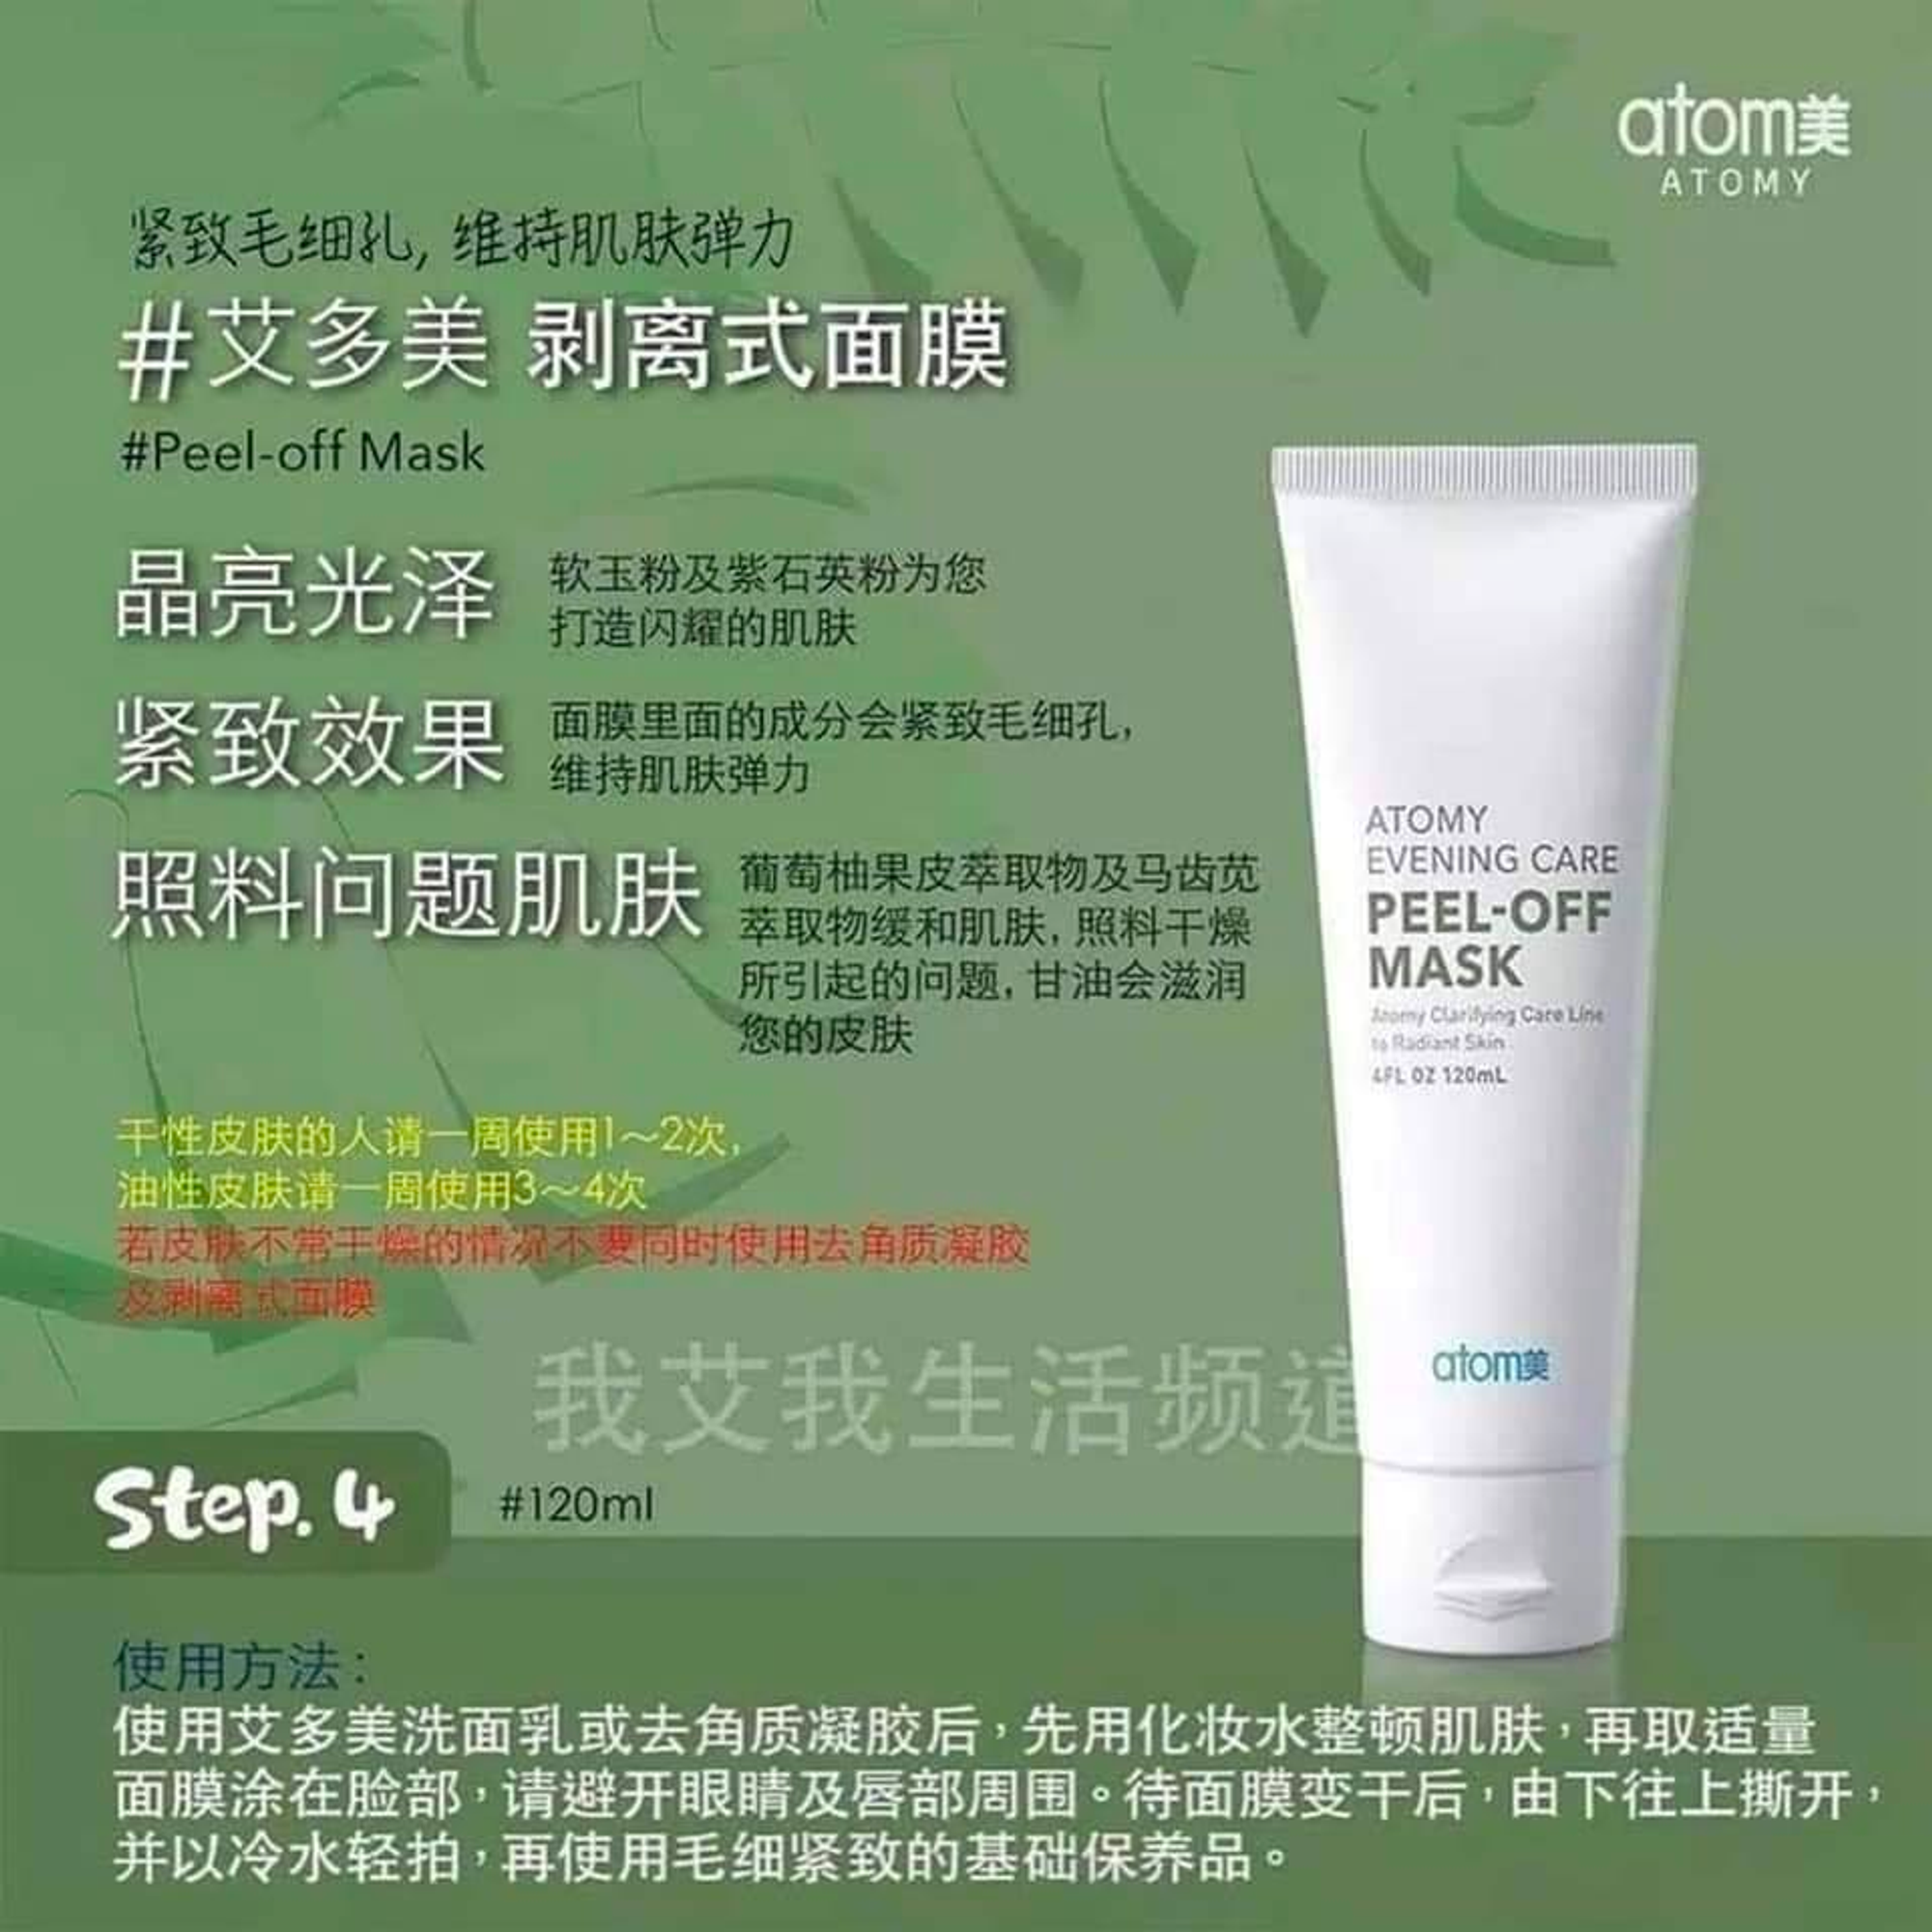 atom美
ATOMY
紧致毛细孔, 维持肌肤弹力
#艾多美 剥离式面膜
#Peel-off Mask
晶亮光泽
软玉粉及紫石英粉为您
打造闪耀的肌肤
紧致效果
面膜里面的成分会紧致毛细孔,
维持肌肤弹力
照料问题肌肤
葡萄柚果皮萃取物及马齿苋
萃取物缓和肌肤, 照料干燥
所引起的问题, 甘油会滋润
您的皮肤
干性皮肤的人请一周使用1～2次,
油性皮肤请一周使用3～4次
若皮肤不常干燥的情况不要同时使用去角质凝胶
及剥离式面膜
ATOMY
EVENING CARE
PEEL-OFF
MASK
Atomy Clarifying Care Line
to Radiant Skin
4FL OZ 120mL
atom美
我艾我生活频道
Step. 4
#120ml
使用方法：
使用艾多美洗面乳或去角质凝胶后，先用化妆水整顿肌肤，再取适量
面膜涂在脸部，请避开眼睛及唇部周围。待面膜变干后，由下往上撕开，
并以冷水轻拍，再使用毛细紧致的基础保养品。